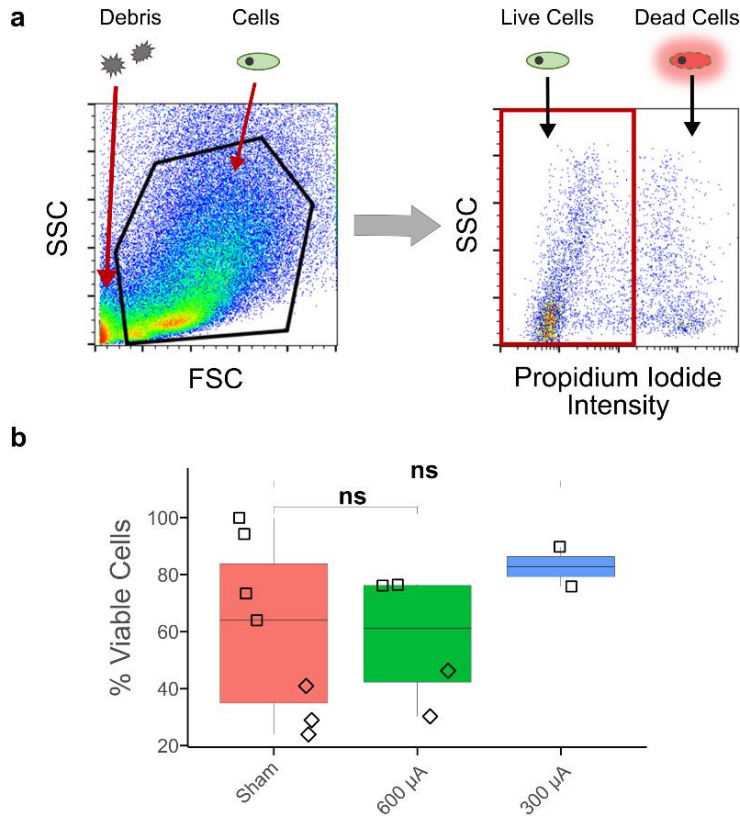 a
Debris
Cells
Live Cells
Dead Cells
SSC
FSC
SSC
Propidium Iodide
Intensity
b
ns
ns
% Viable Cells
100
80
60
40
20
Sham
600 µA
300 µA